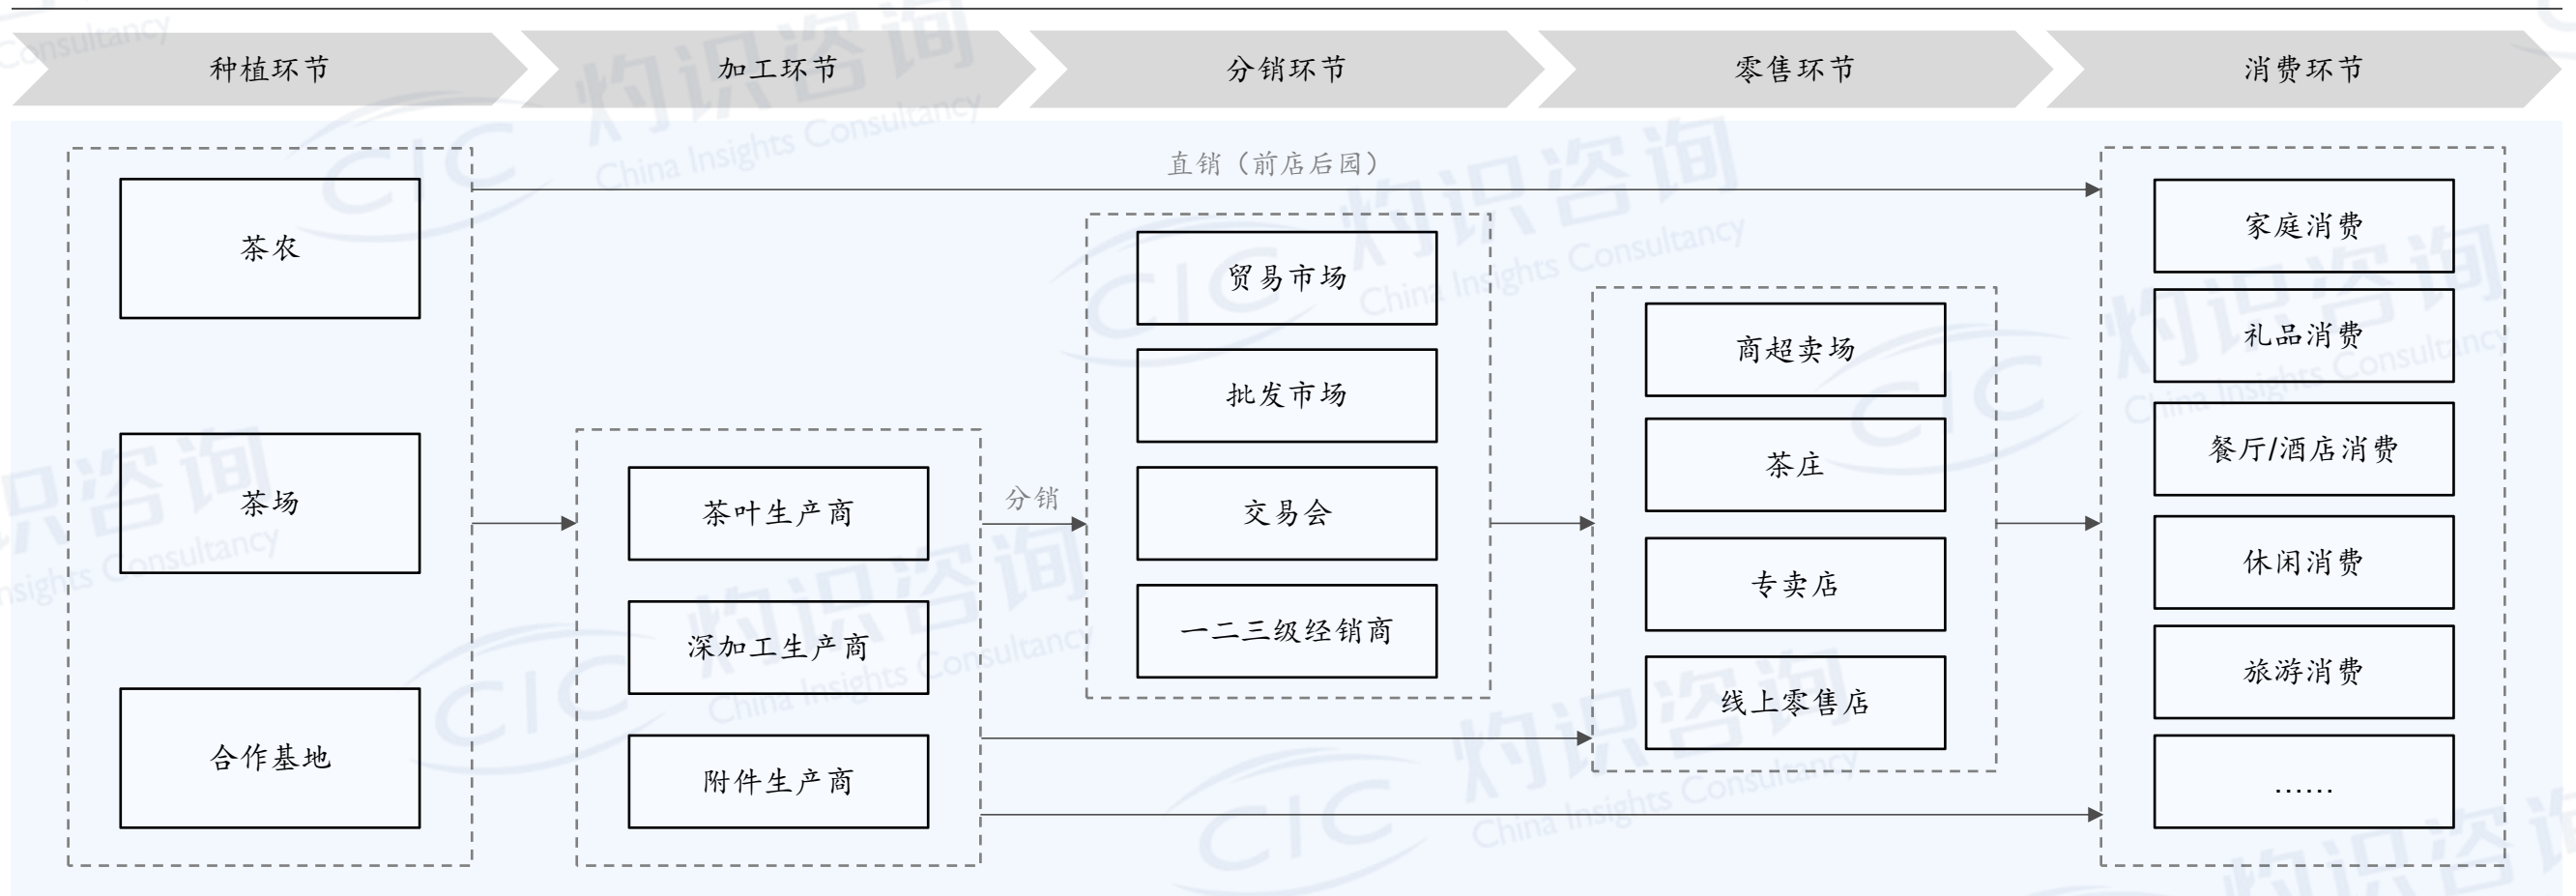 种植环节
加工环节
分销环节
零售环节
消费环节
直销（前店后园）
茶农
茶场
合作基地
茶叶生产商
深加工生产商
附件生产商
分销
贸易市场
批发市场
交易会
一二三级经销商
商超卖场
茶庄
专卖店
线上零售店
家庭消费
礼品消费
餐厅/酒店消费
休闲消费
旅游消费
……
CIC 灼识咨询
China Insights Consultancy